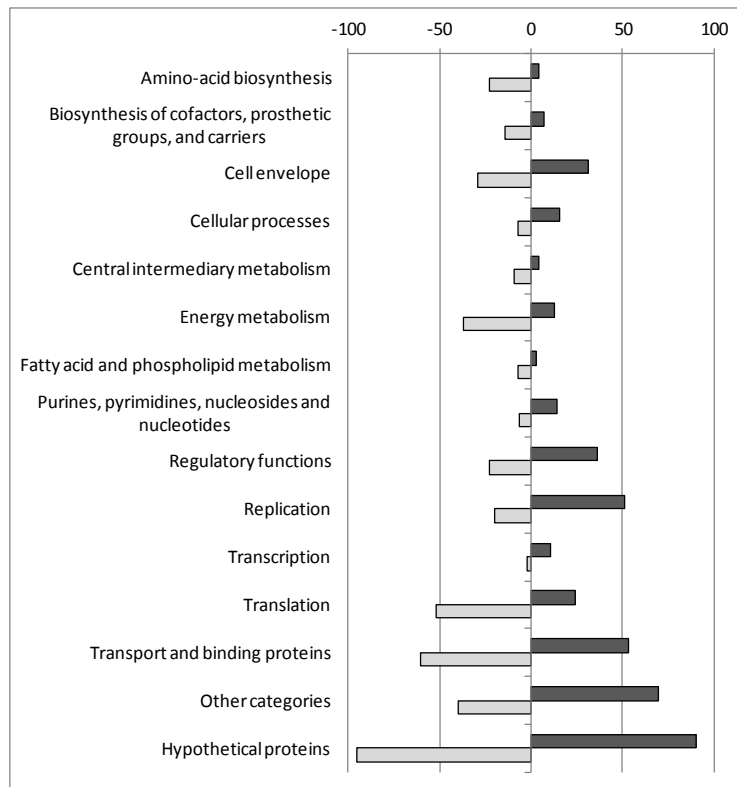 -100 -50 0 50 100
Amino-acid biosynthesis
Biosynthesis of cofactors, prosthetic
groups, and carriers
Cell envelope
Cellular processes
Central intermediary metabolism
Energy metabolism
Fatty acid and phospholipid metabolism
Purines, pyrimidines, nucleosides and
nucleotides
Regulatory functions
Replication
Transcription
Translation
Transport and binding proteins
Other categories
Hypothetical proteins